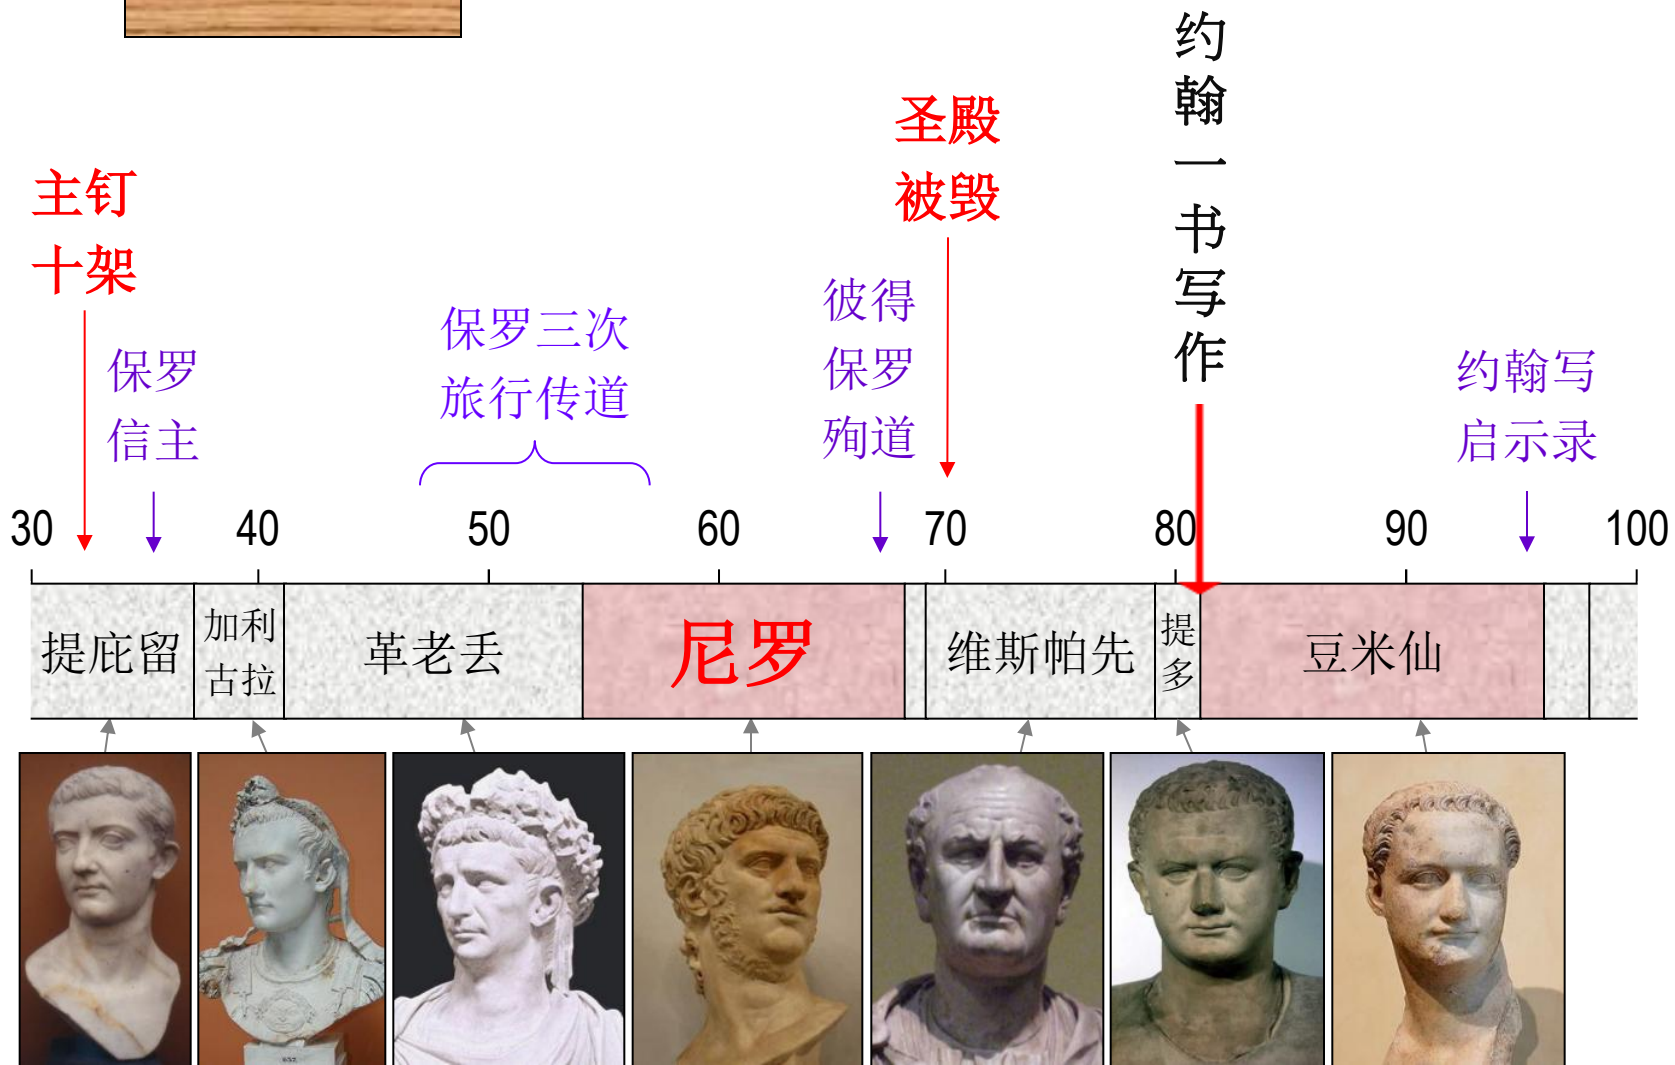 约
翰
一
书
写
作
圣殿
被毁
主钉
十架
彼得
保罗
殉道
保罗三次
旅行传道
保罗
信主
约翰写
启示录
30 40 50 60 70 80 90 100
提庇留
加利
古拉
革老丢
尼罗
维斯帕先
提
多
豆米仙